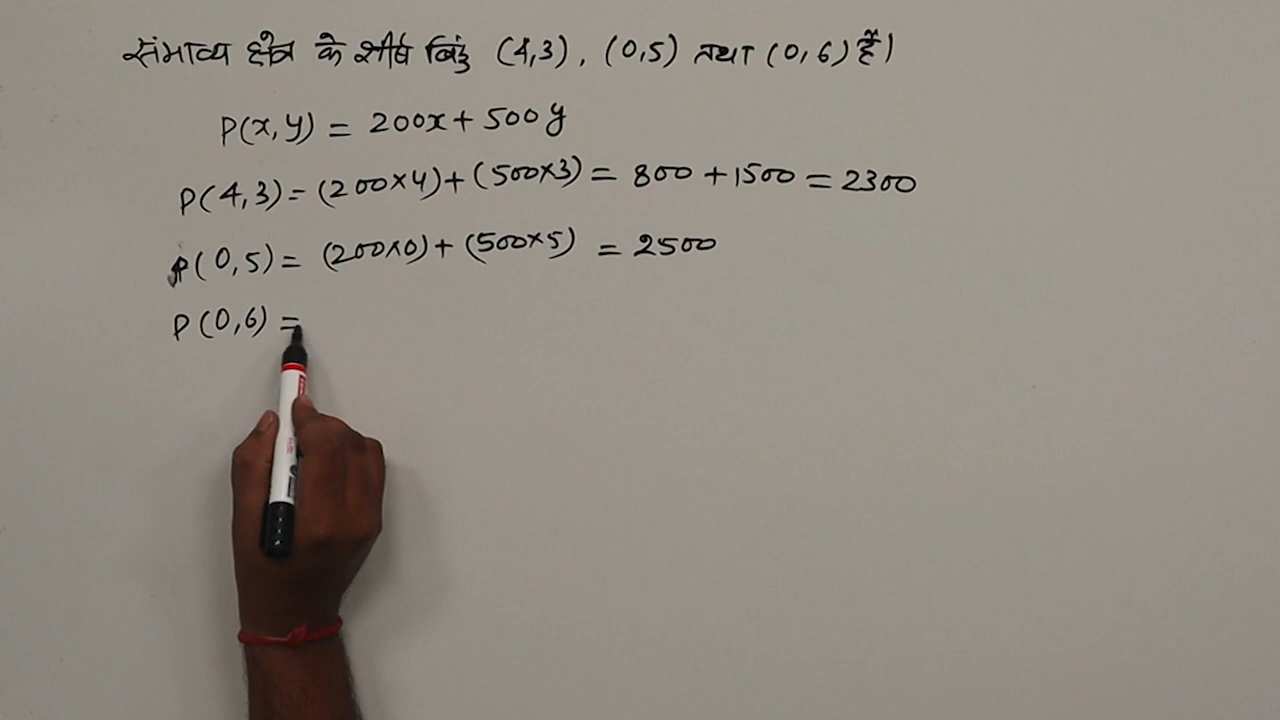 संभाव्य क्षेत्र के शीर्ष बिंदु (4,3), (0,5) तथा (0,6) हैं।
P(x,y) = 200x + 500y
P(4,3) = (200×4) + (500×3) = 800 + 1500 = 2300
P(0,5) = (200×0) + (500×5) = 2500
P(0,6) =